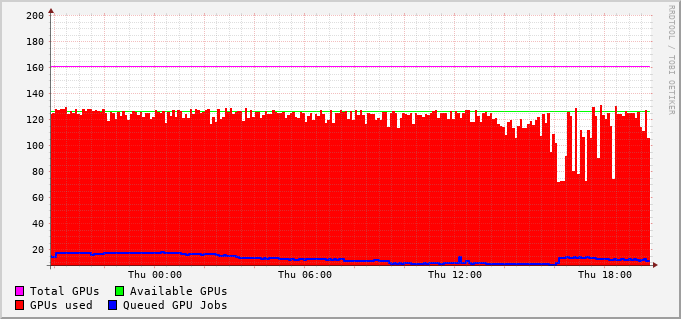 200
180
160
140
120
100
80
60
40
20
Thu 00:00 Thu 06:00 Thu 12:00 Thu 18:00
Total GPUs Available GPUs
GPUs used Queued GPU Jobs
RRDTOOL / TOBI OETIKER